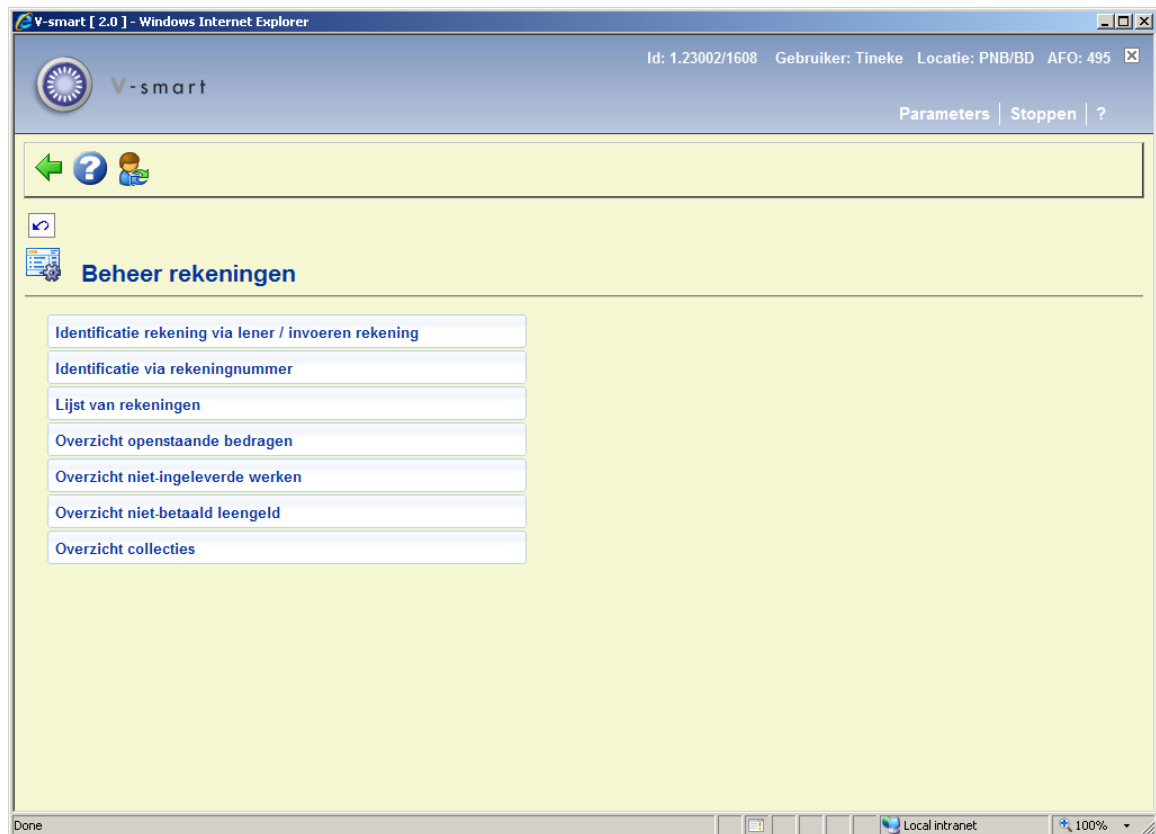 V-smart [ 2.0 ] - Windows Internet Explorer
Id: 1.23002/1608 Gebruiker: Tineke Locatie: PNB/BD AFO: 495
V-smart
Parameters | Stoppen | ?
Beheer rekeningen
Identificatie rekening via lener / invoeren rekening
Identificatie via rekeningnummer
Lijst van rekeningen
Overzicht openstaande bedragen
Overzicht niet-ingeleverde werken
Overzicht niet-betaald leengeld
Overzicht collecties
Done Local intranet 100%